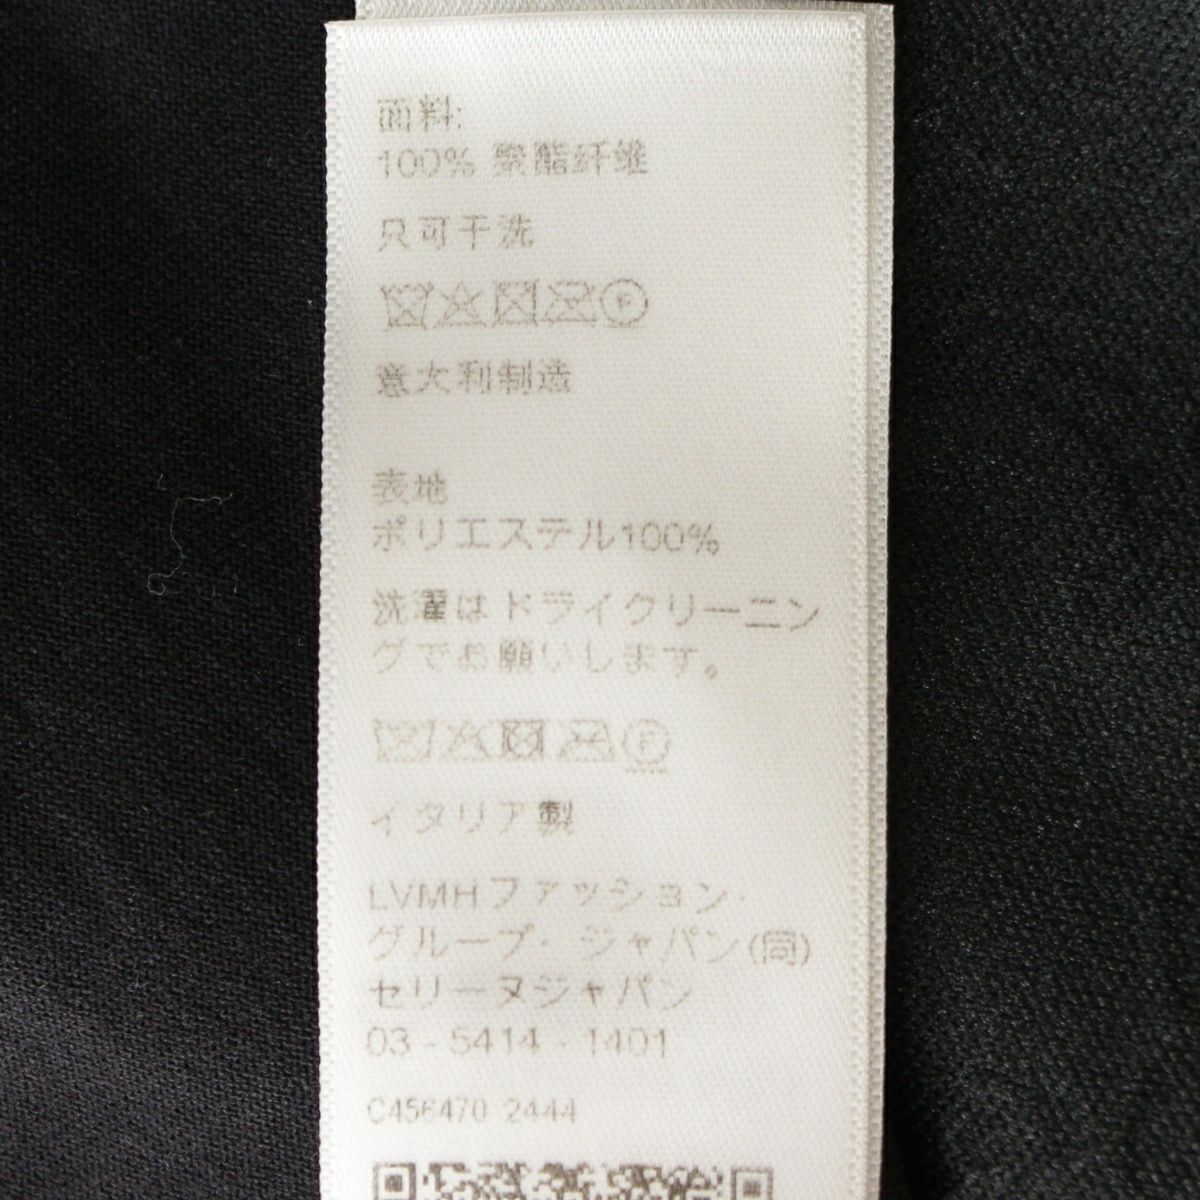 面料:
100% 聚酯纤维
只可干洗
F
意大利制造
表地
ポリエステル100%
洗濯はドライクリーニン
グでお願いします。
F
イタリア製
LVMHファッション・
グループ・ジャパン(同)
セリーヌジャパン
03 - 5414 - 1401
C456470 2444